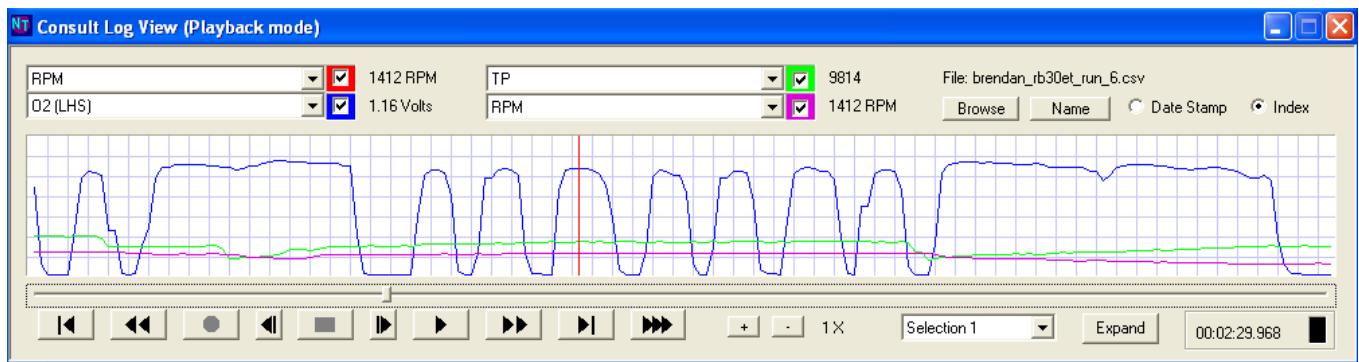 NT Consult Log View (Playback mode)
RPM 1412 RPM TP 9814 File: brendan_rb30et_run_6.csv
O2 (LHS) 1.16 Volts RPM 1412 RPM Browse Name Date Stamp Index
+ - 1X Selection 1 Expand 00:02:29.968